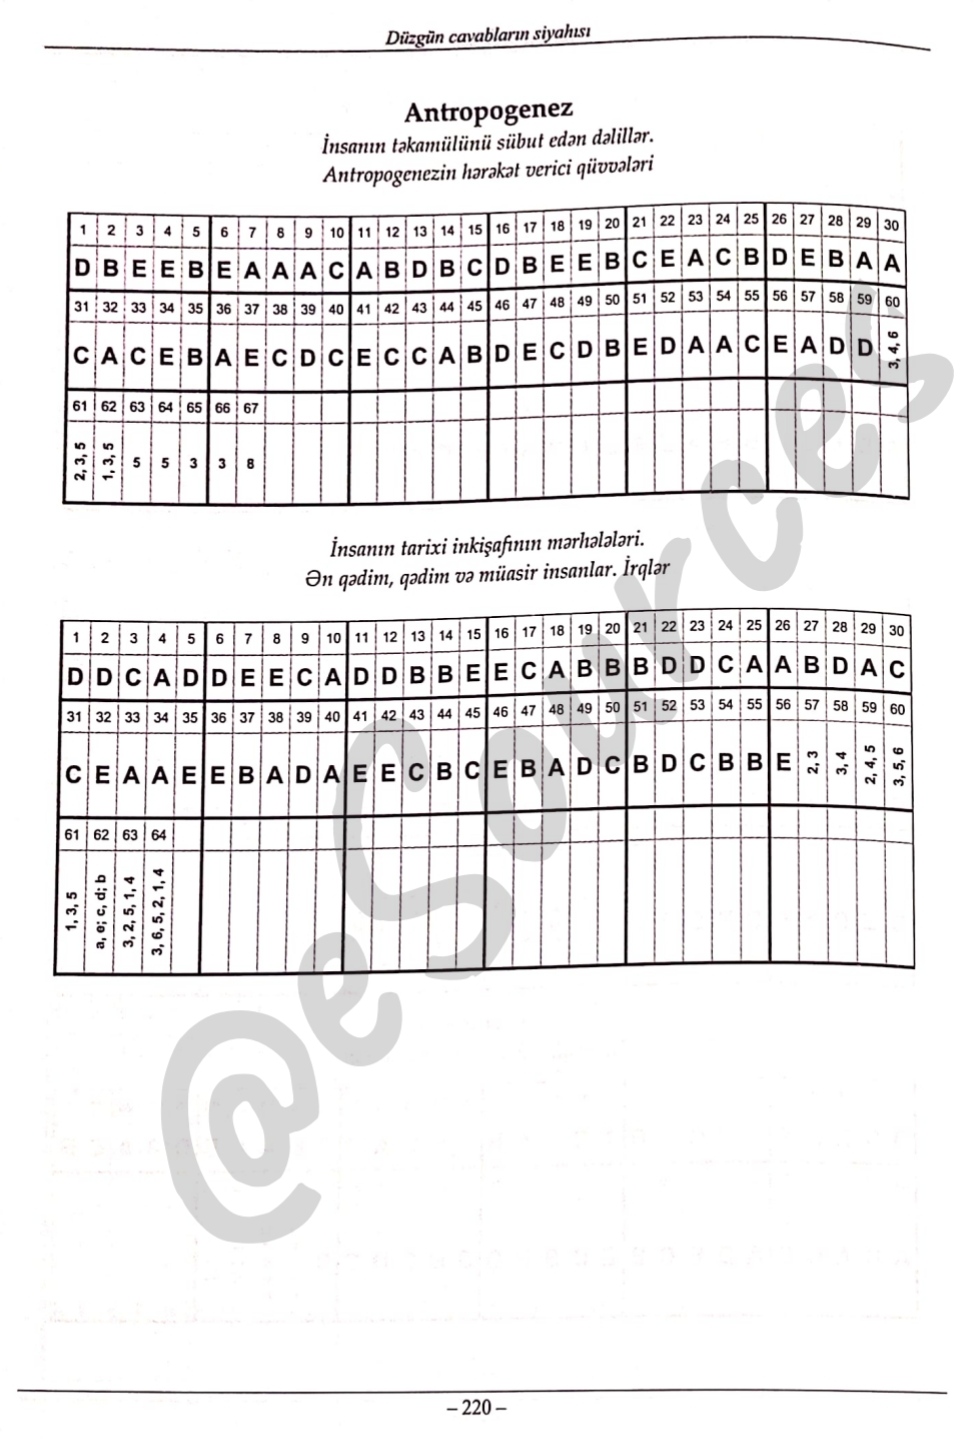 Düzgün cavabların siyahısı
Antropogenez
İnsanın təkamülünü sübut edən dəlillər.
Antropogenezin hərəkət verici qüvvələri
1 2 3 4 5 6 7 8 9 10 11 12 13 14 15 16 17 18 19 20 21 22 23 24 25 26 27 28 29 30
D B E E B E A A A C A B D B C D B E E B C E A C B D E B A A
31 32 33 34 35 36 37 38 39 40 41 42 43 44 45 46 47 48 49 50 51 52 53 54 55 56 57 58 59 60
C A C E B A E C D C E C C A B D E C D B E D A A C E A D D 3, 4, 6
61 62 63 64 65 66 67
2, 3, 5 1, 3, 5 5 5 3 3 8
İnsanın tarixi inkişafının mərhələləri.
Ən qədim, qədim və müasir insanlar. İrqlər
1 2 3 4 5 6 7 8 9 10 11 12 13 14 15 16 17 18 19 20 21 22 23 24 25 26 27 28 29 30
D D C A D D E E C A D D B B E E C A B B B D D C A A B D A C
31 32 33 34 35 36 37 38 39 40 41 42 43 44 45 46 47 48 49 50 51 52 53 54 55 56 57 58 59 60
C E A A E E B A D A E E C B C E B A D C B D C B B E 2, 3 3, 4 2, 4, 5 3, 5, 6
61 62 63 64
1, 3, 5 a, e; c, d; b 3, 2, 5, 1, 4 3, 6, 5, 2, 1, 4
@eSources
– 220 –